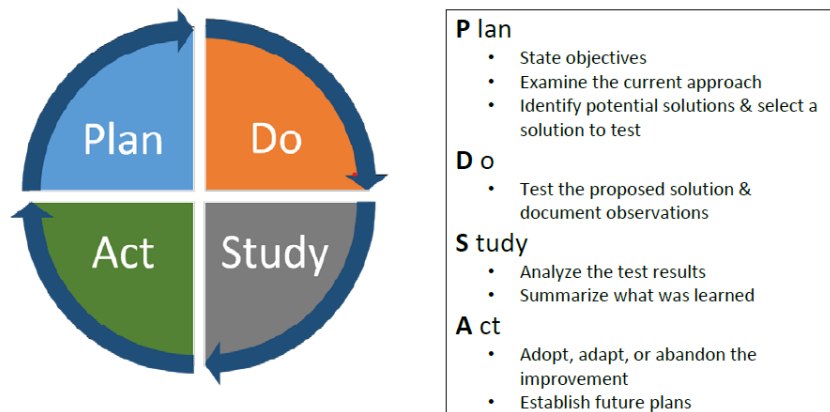 Plan
Do
Act
Study
P lan
• State objectives
• Examine the current approach
• Identify potential solutions & select a
solution to test
D o
• Test the proposed solution &
document observations
S tudy
• Analyze the test results
• Summarize what was learned
A ct
• Adopt, adapt, or abandon the
improvement
• Establish future plans